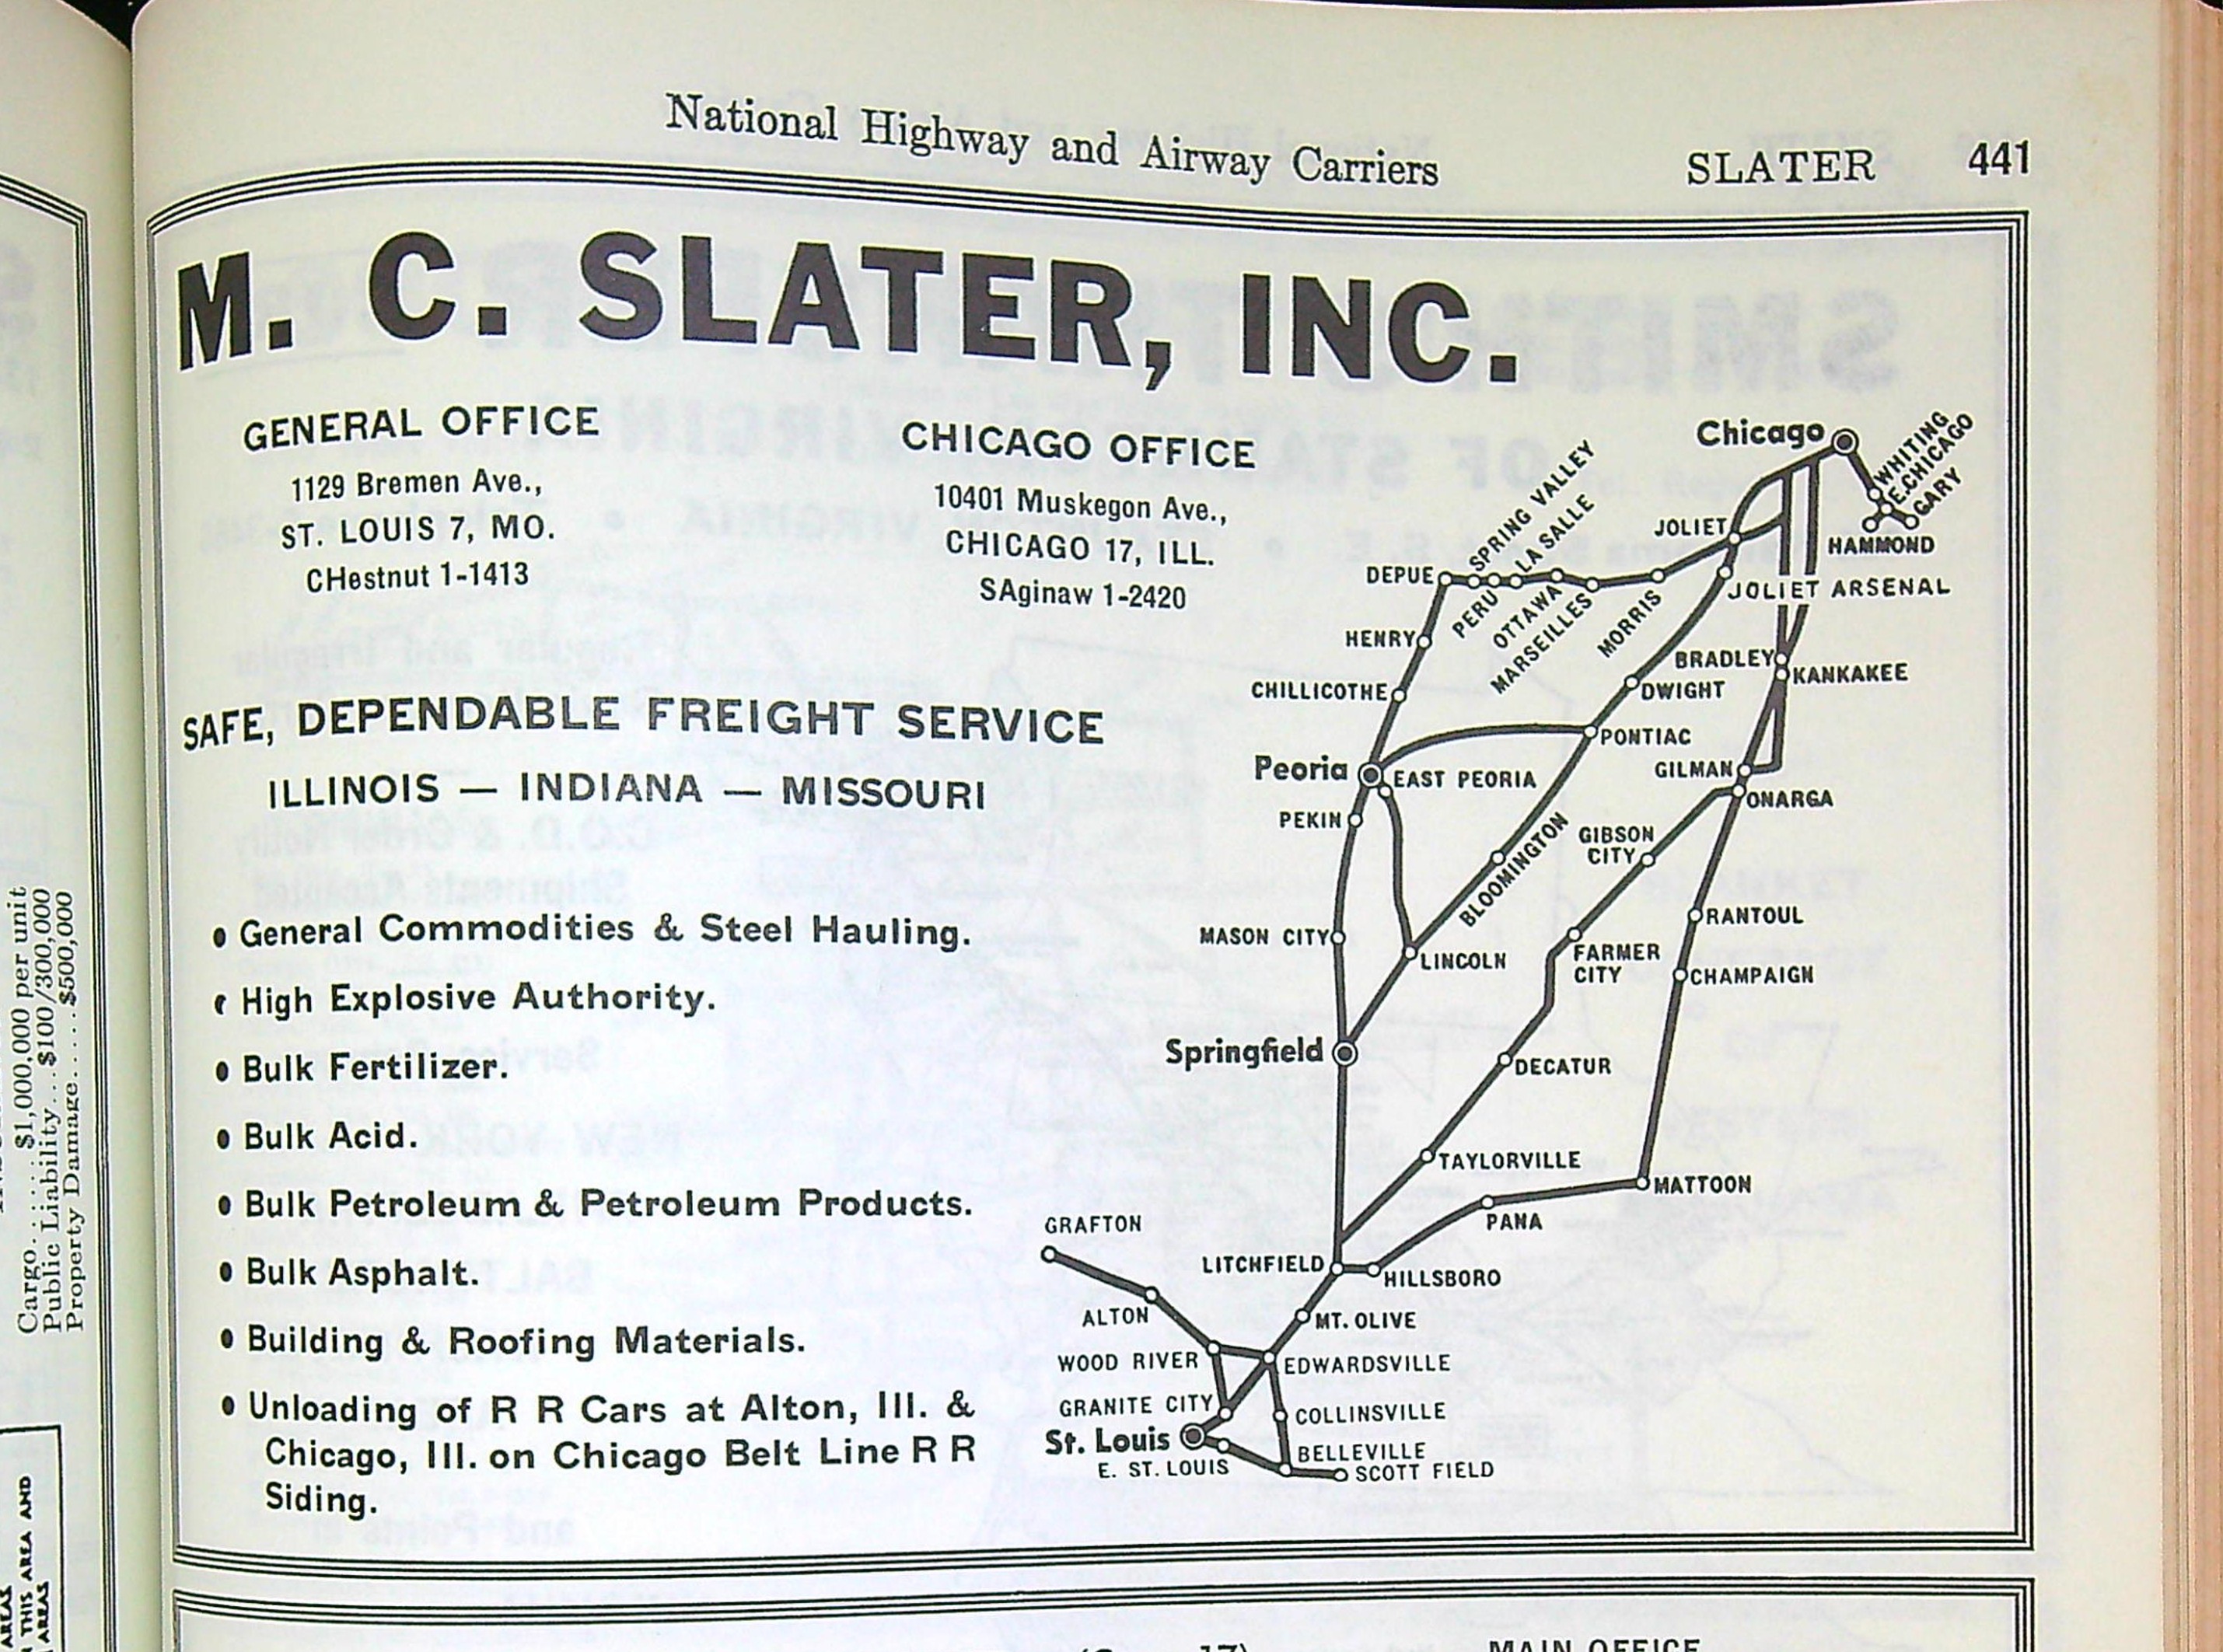 National Highway and Airway Carriers SLATER 441
M. C. SLATER, INC.
GENERAL OFFICE
1129 Bremen Ave.,
ST. LOUIS 7, MO.
CHestnut 1-1413
CHICAGO OFFICE
10401 Muskegon Ave.,
CHICAGO 17, ILL.
SAginaw 1-2420
SAFE, DEPENDABLE FREIGHT SERVICE
ILLINOIS — INDIANA — MISSOURI
General Commodities & Steel Hauling.
High Explosive Authority.
Bulk Fertilizer.
Bulk Acid.
Bulk Petroleum & Petroleum Products.
Bulk Asphalt.
Building & Roofing Materials.
Unloading of R R Cars at Alton, Ill. &
Chicago, Ill. on Chicago Belt Line R R
Siding.
Chicago
WHITING
E. CHICAGO
GARY
HAMMOND
JOLIET
JOLIET ARSENAL
SPRING VALLEY
LA SALLE
DEPUE
PERU
OTTAWA
MARSEILLES
MORRIS
HENRY
BRADLEY
KANKAKEE
CHILLICOTHE
DWIGHT
PONTIAC
Peoria
EAST PEORIA
GILMAN
ONARGA
PEKIN
BLOOMINGTON
GIBSON
CITY
RANTOUL
MASON CITY
LINCOLN
FARMER
CITY
CHAMPAIGN
Springfield
DECATUR
TAYLORVILLE
MATTOON
PANA
GRAFTON
LITCHFIELD
HILLSBORO
ALTON
MT. OLIVE
WOOD RIVER
EDWARDSVILLE
GRANITE CITY
COLLINSVILLE
St. Louis
BELLEVILLE
E. ST. LOUIS
SCOTT FIELD
Cargo. . . . . . . . $1,000,000 per unit
Public Liability. . . $100/300,000
Property Damage. . . . . . $500,000
THIS AREA AND
AREAS
MAIN OFFICE